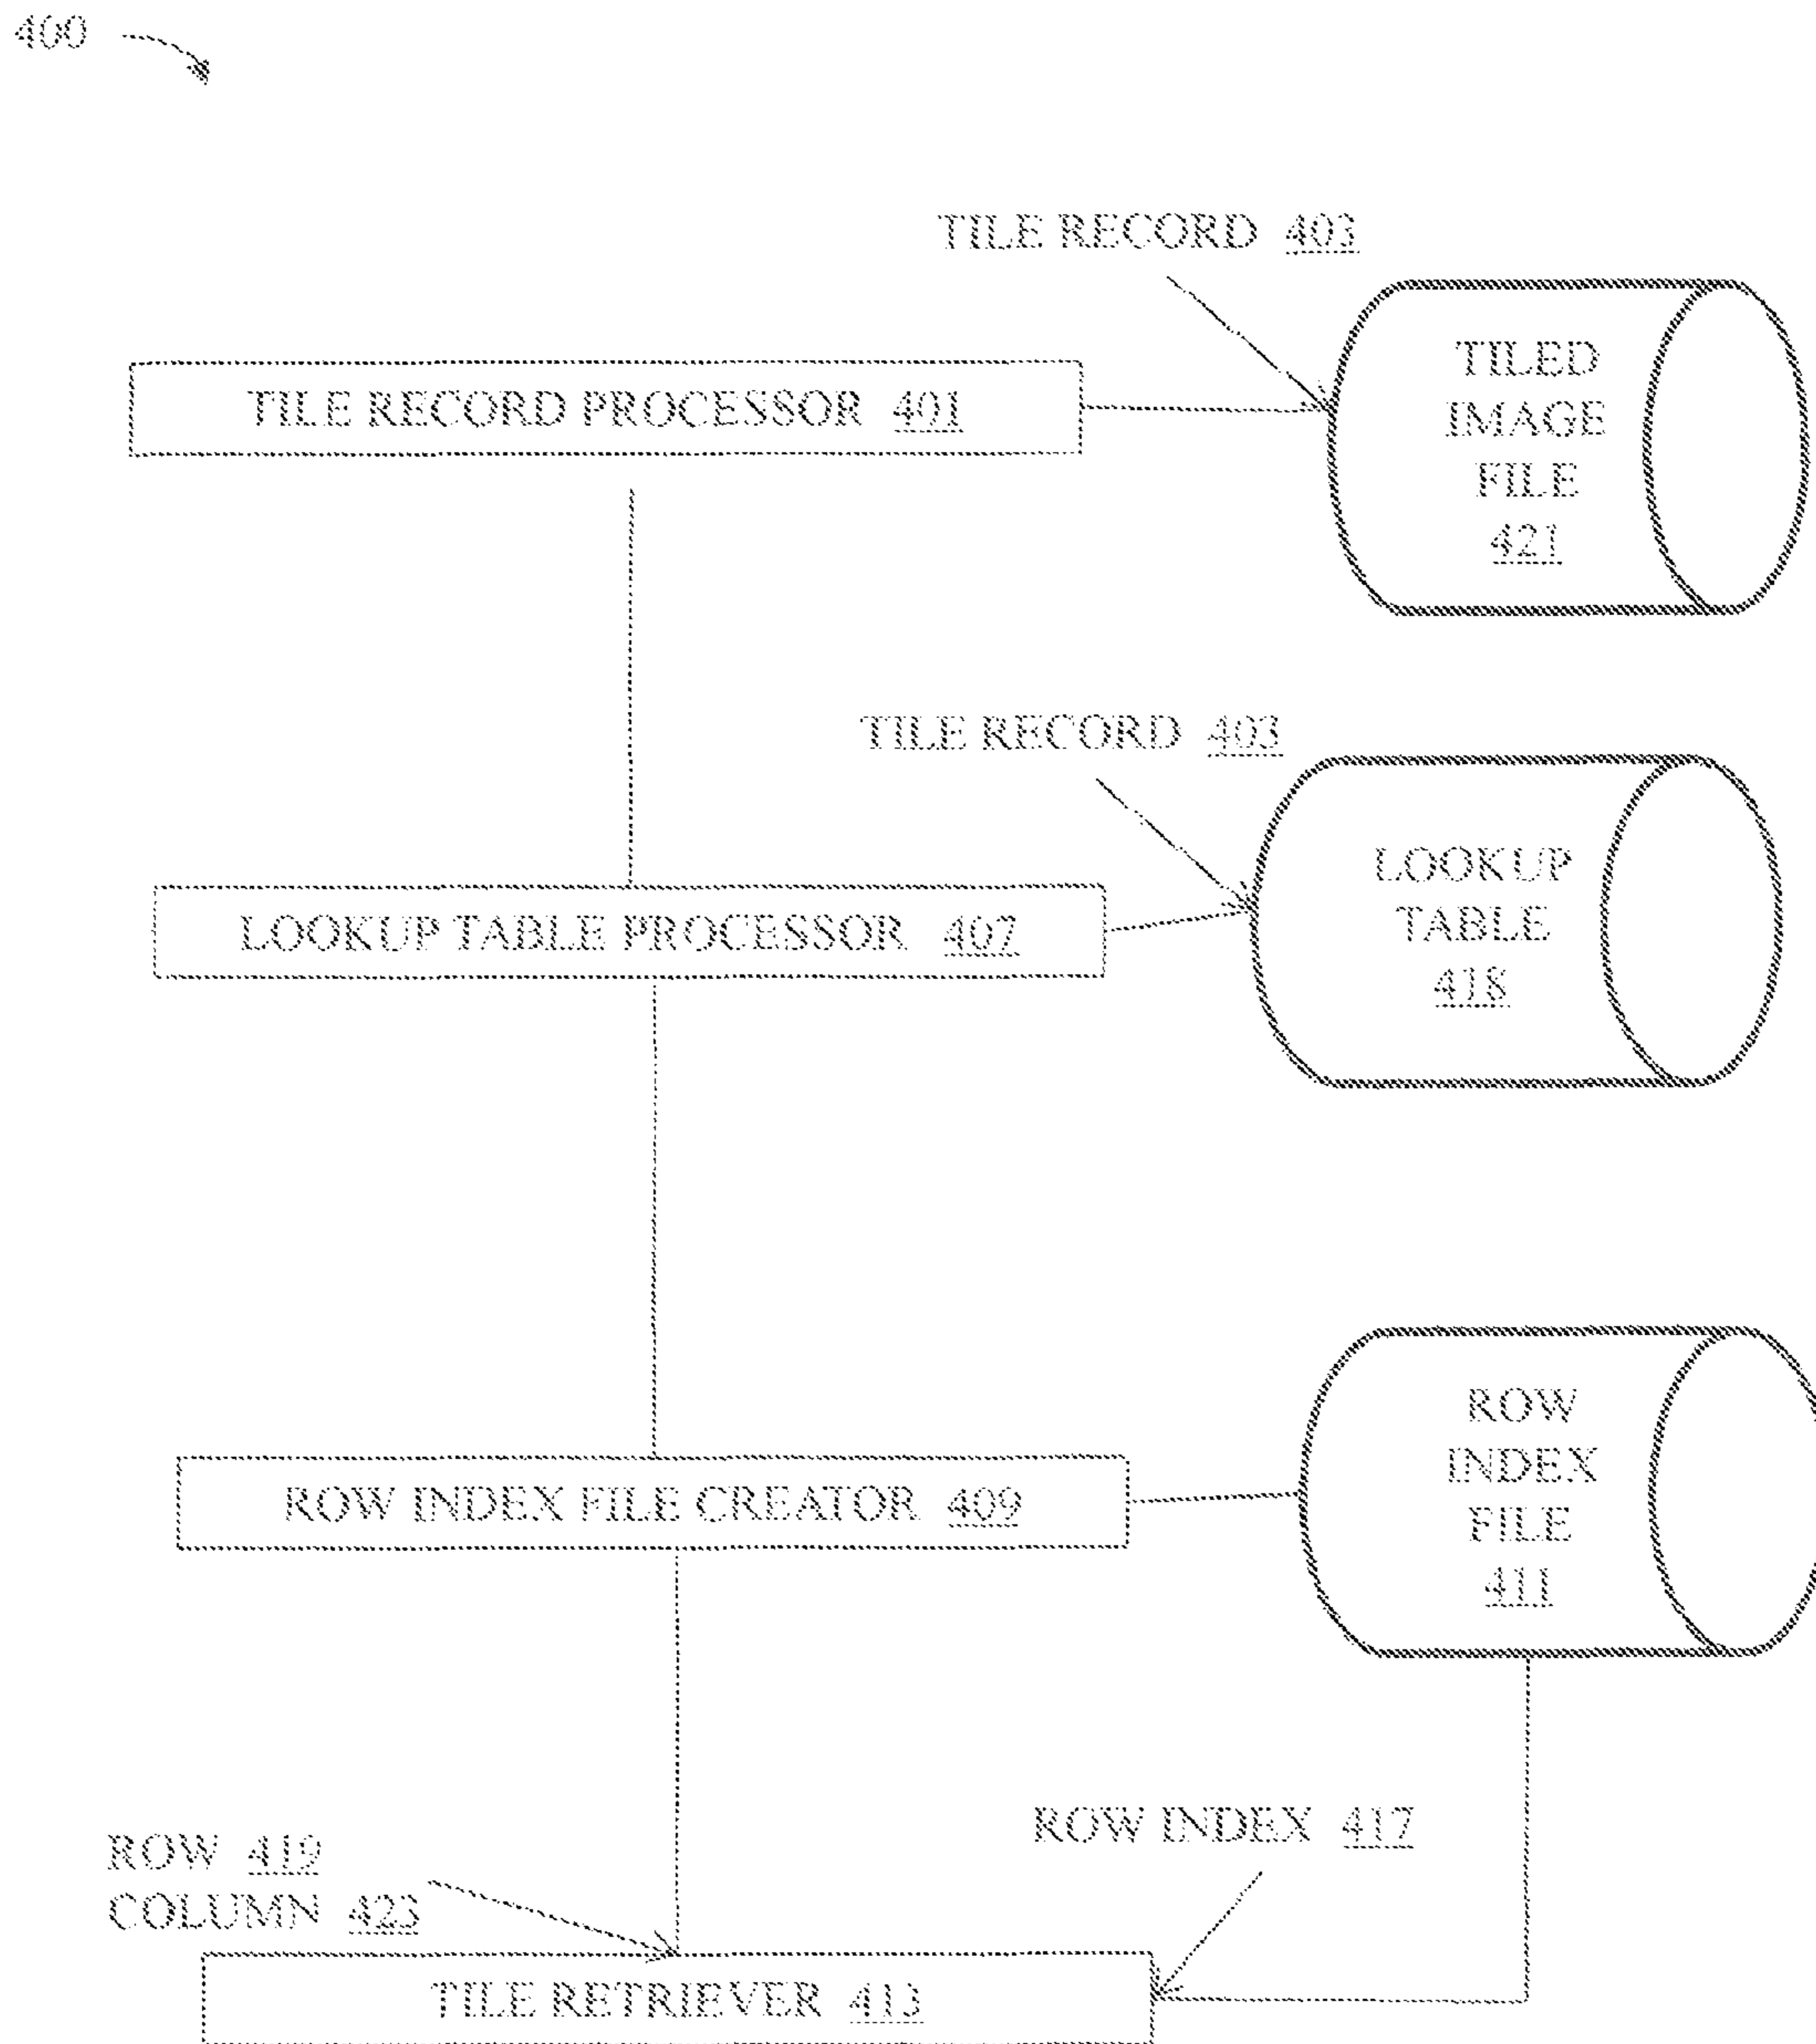 400
TILE RECORD 403
TILE RECORD PROCESSOR 401
TILED
IMAGE
FILE
421
TILE RECORD 403
LOOKUP TABLE PROCESSOR 407
LOOKUP
TABLE
418
ROW INDEX FILE CREATOR 409
ROW
INDEX
FILE
411
ROW INDEX 417
ROW 419
COLUMN 423
TILE RETRIEVER 413